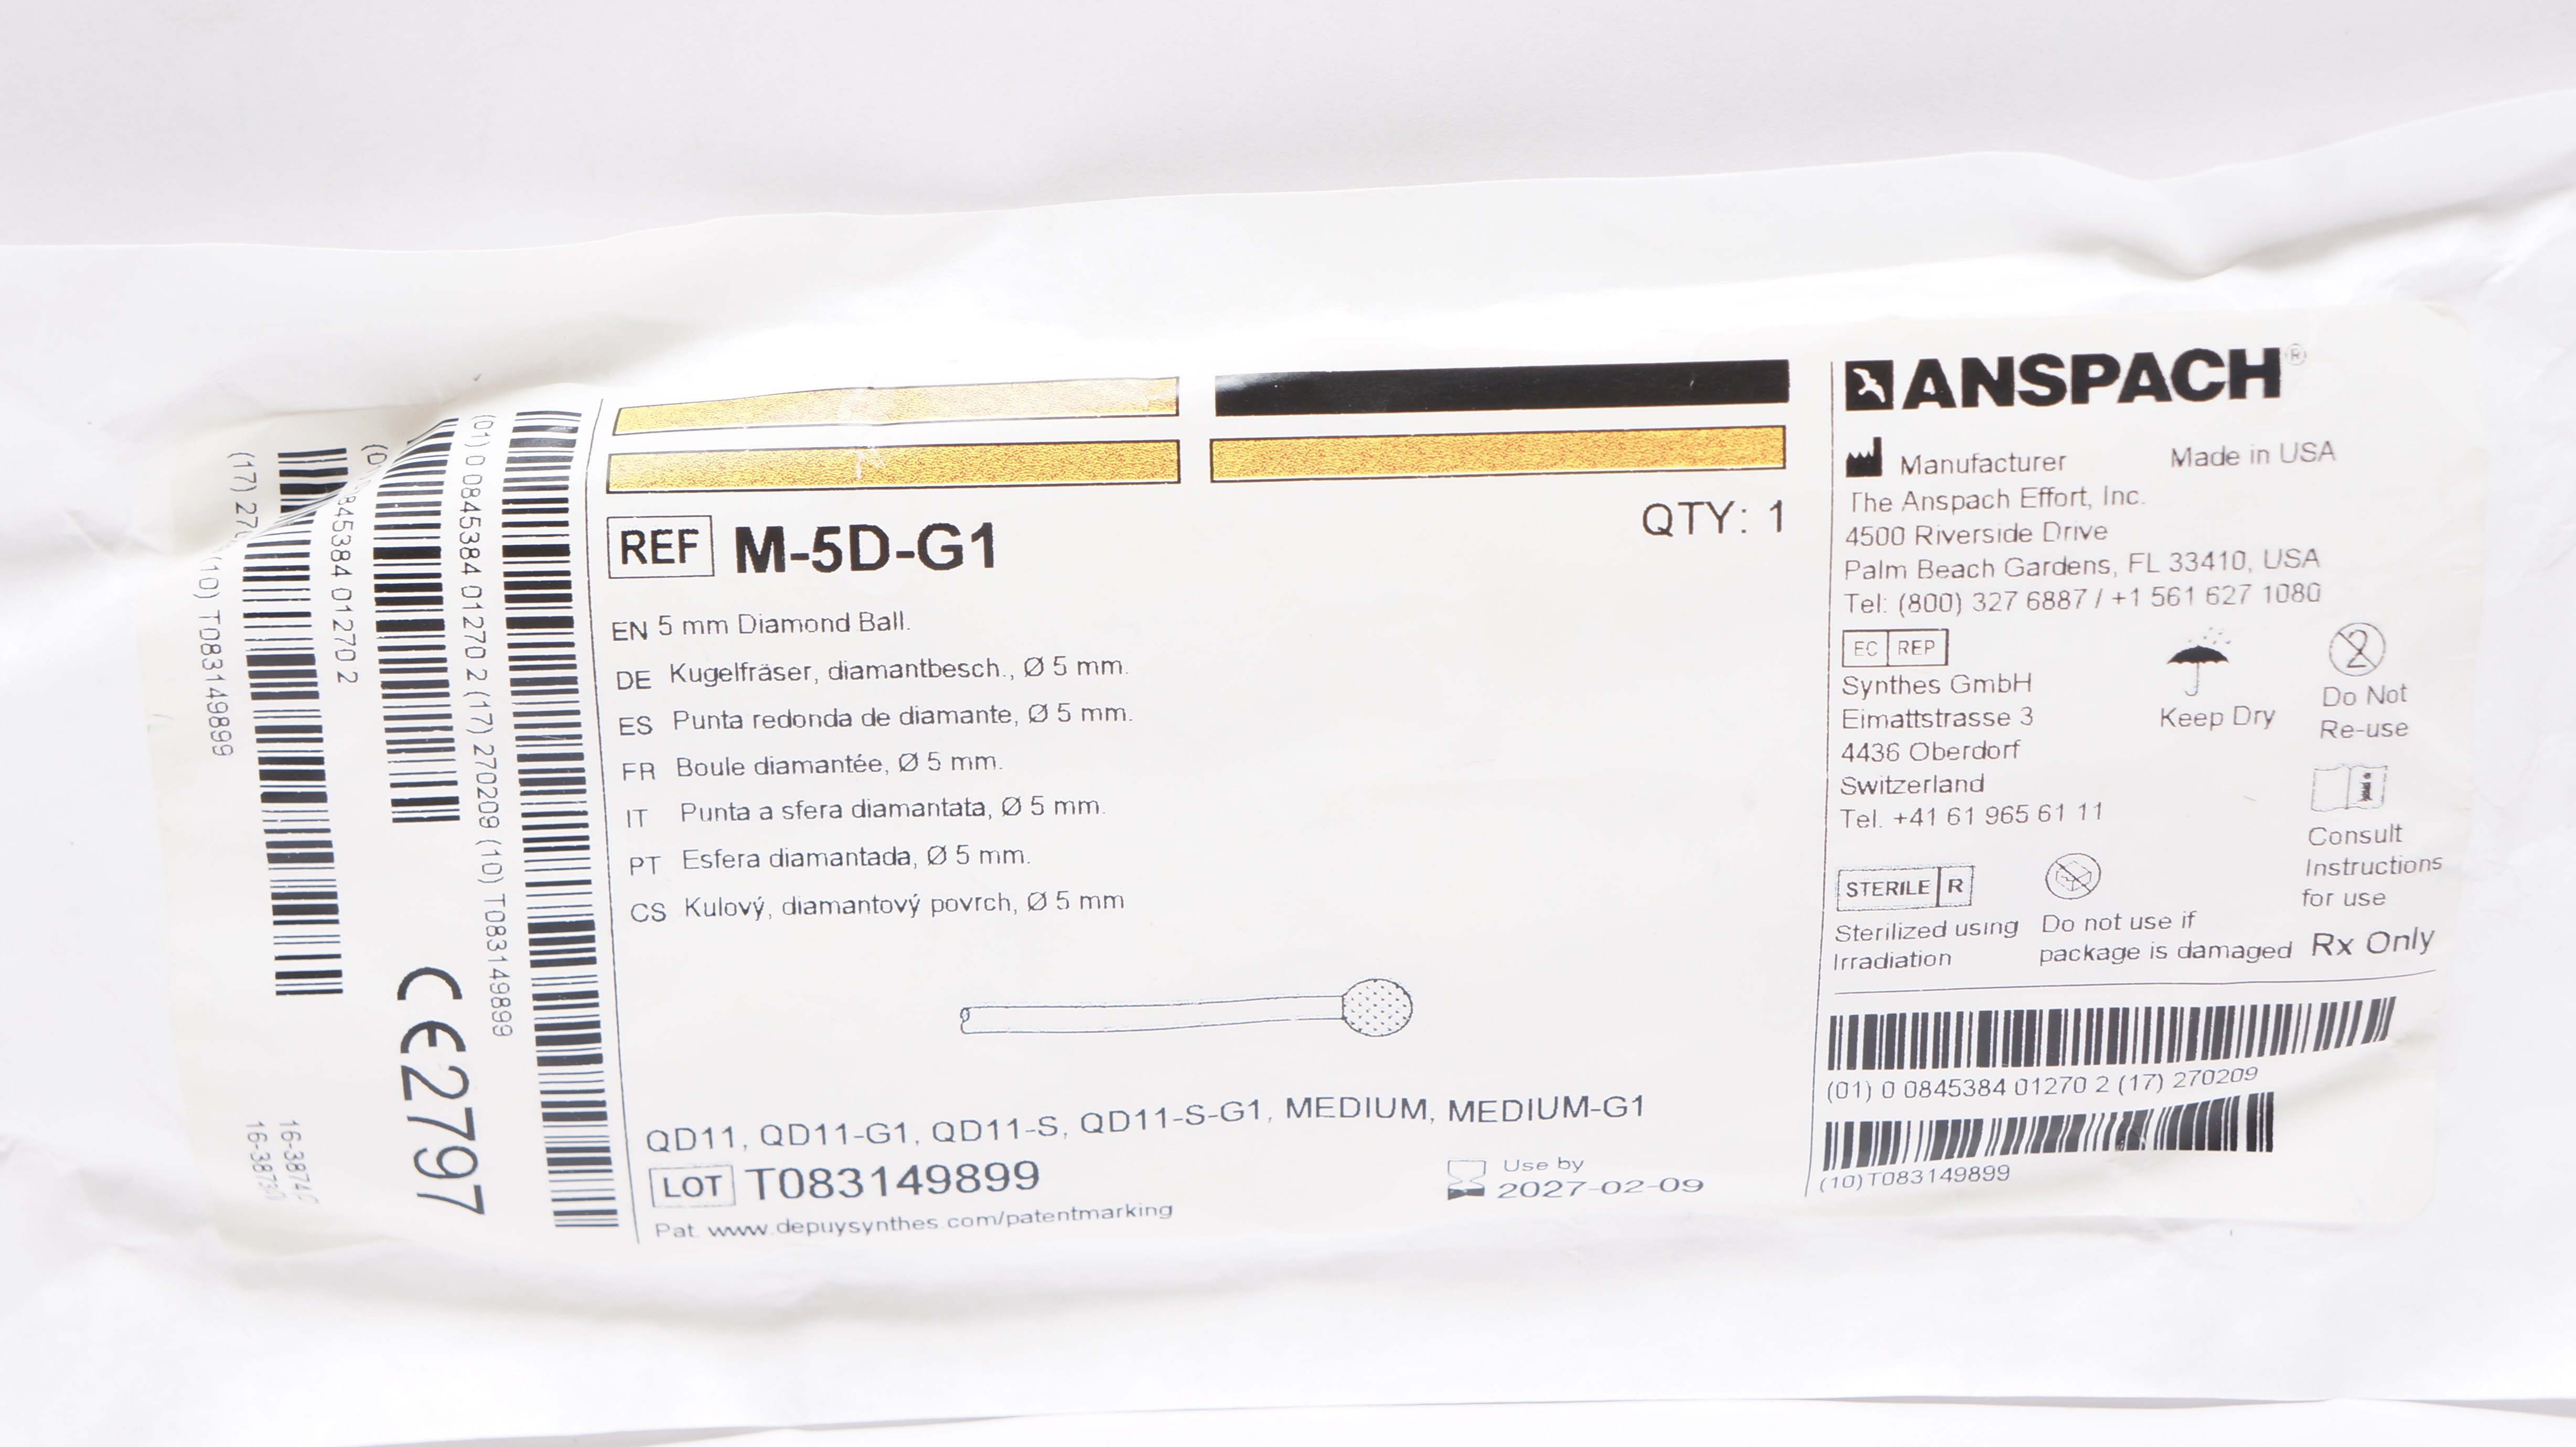 (17) 27
(10) T083149899
845384 01270 2
(01) 0 0845384 01270 2 (17) 270209 (10) T083149899
CE2797
REF M-5D-G1
QTY: 1
EN 5 mm Diamond Ball.
DE Kugelfräser, diamantbesch., Ø 5 mm.
ES Punta redonda de diamante, Ø 5 mm.
FR Boule diamantée, Ø 5 mm.
IT Punta a sfera diamantata, Ø 5 mm.
PT Esfera diamantada, Ø 5 mm.
CS Kulový, diamantový povrch, Ø 5 mm
QD11, QD11-G1, QD11-S, QD11-S-G1, MEDIUM, MEDIUM-G1
LOT T083149899
Use by
2027-02-09
Pat. www.depuysynthes.com/patentmarking
ANSPACH®
Manufacturer Made in USA
The Anspach Effort, Inc.
4500 Riverside Drive
Palm Beach Gardens, FL 33410, USA
Tel: (800) 327 6887 / +1 561 627 1080
EC REP
Synthes GmbH
Eimattstrasse 3
4436 Oberdorf
Switzerland
Tel. +41 61 965 61 11
Keep Dry
2
Do Not
Re-use
i
Consult
Instructions
for use
STERILE R
Sterilized using
Irradiation
Do not use if
package is damaged
Rx Only
(01) 0 0845384 01270 2 (17) 270209
(10)T083149899